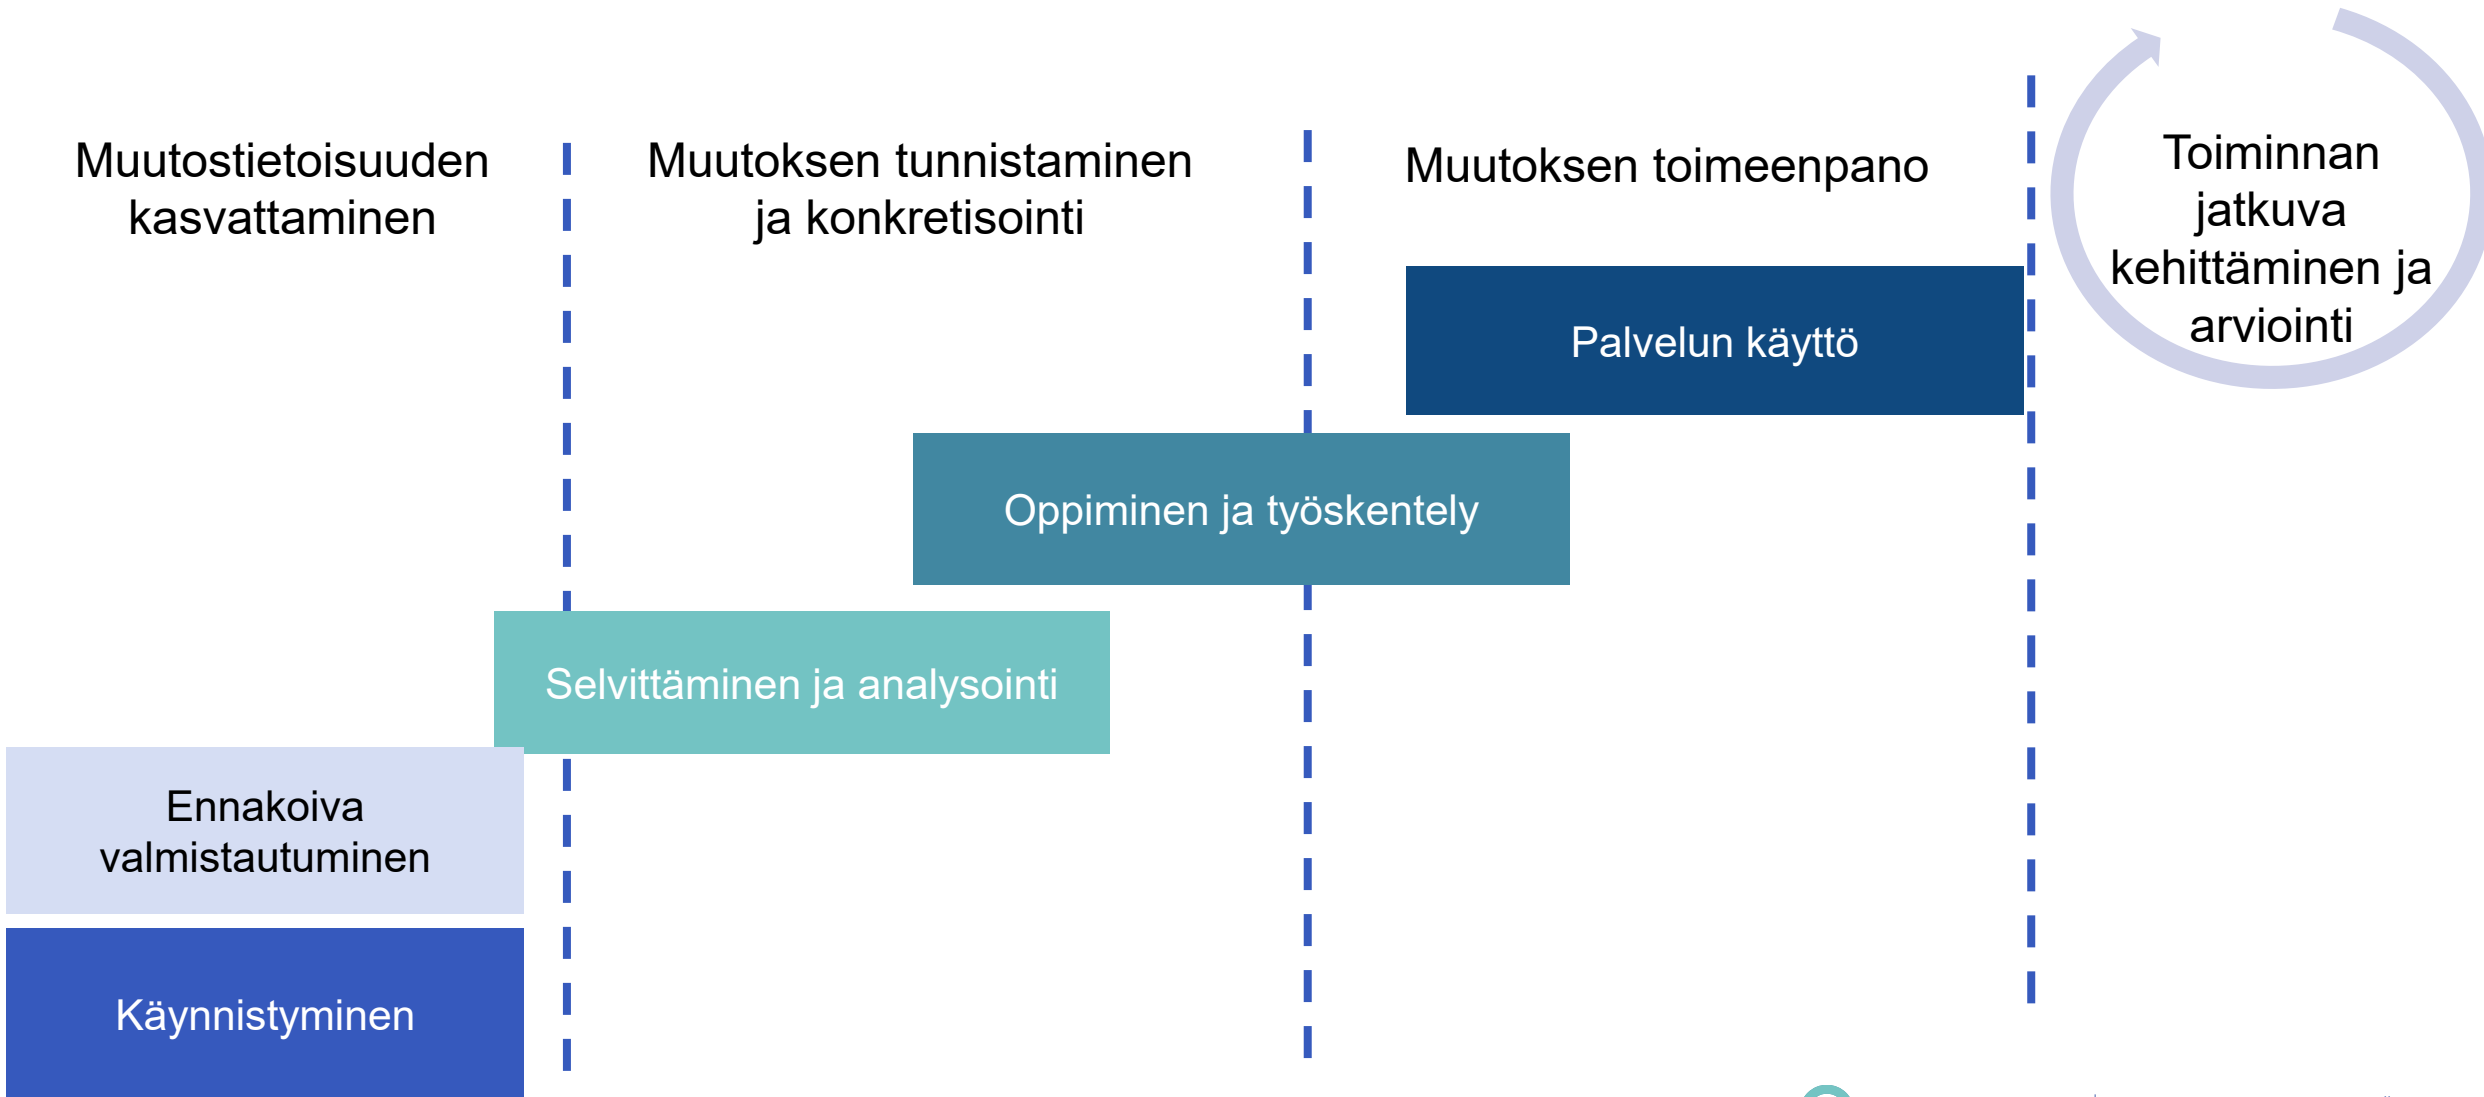 Muutostietoisuuden
kasvattaminen
Muutoksen tunnistaminen
ja konkretisointi
Muutoksen toimeenpano
Toiminnan
jatkuva
kehittäminen ja
arviointi
Palvelun käyttö
Oppiminen ja työskentely
Selvittäminen ja analysointi
Ennakoiva
valmistautuminen
Käynnistyminen